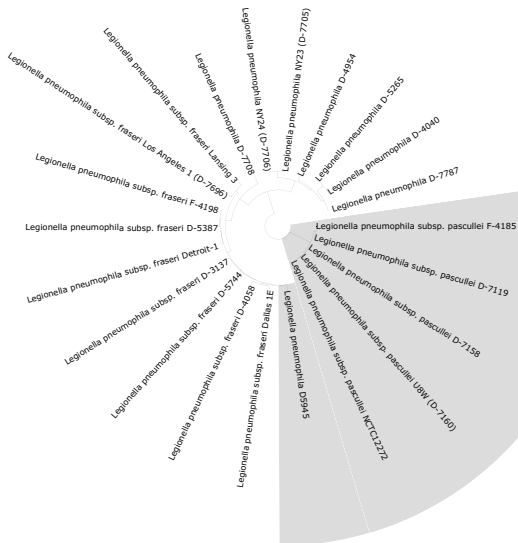 Legionella pneumophila NY23 (D-7705)
Legionella pneumophila D-4954
Legionella pneumophila D-5265
Legionella pneumophila D-4040
Legionella pneumophila D-7787
Legionella pneumophila subsp. pascullei F-4185
Legionella pneumophila subsp. pascullei D-7119
Legionella pneumophila subsp. pascullei D-7158
Legionella pneumophila subsp. pascullei U8W (D-7160)
Legionella pneumophila subsp. pascullei NCTC12272
Legionella pneumophila D5945
Legionella pneumophila subsp. fraseri Dallas 1E
Legionella pneumophila subsp. fraseri D-4058
Legionella pneumophila subsp. fraseri D-5744
Legionella pneumophila subsp. fraseri D-3137
Legionella pneumophila subsp. fraseri Detroit-1
Legionella pneumophila subsp. fraseri D-5387
Legionella pneumophila subsp. fraseri F-4198
Legionella pneumophila subsp. fraseri Los Angeles 1 (D-7696)
Legionella pneumophila subsp. fraseri Lansing 3
Legionella pneumophila D-7708
Legionella pneumophila NY24 (D-7706)